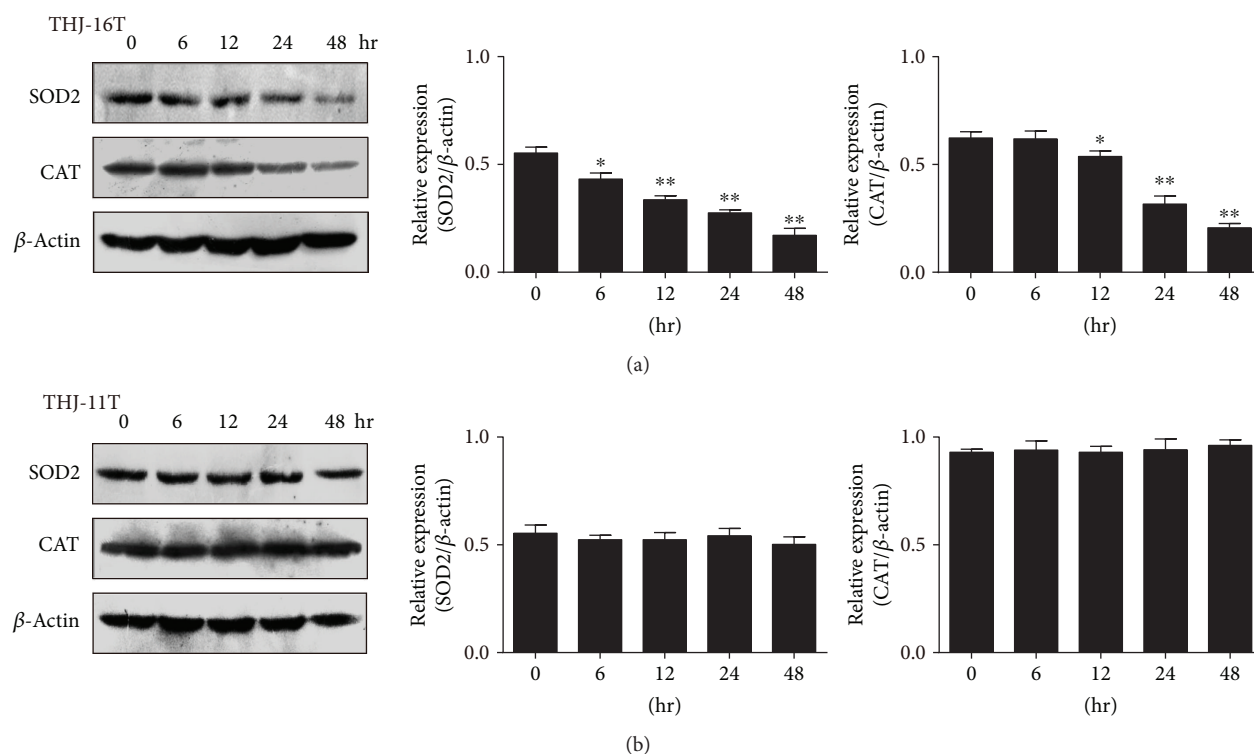 THJ-16T
0 6 12 24 48 hr
SOD2
CAT
β-Actin
Relative expression
(SOD2/β-actin)
1.0
0.5
0.0
*
**
**
**
0 6 12 24 48
(hr)
Relative expression
(CAT/β-actin)
1.0
0.5
0.0
*
**
**
0 6 12 24 48
(hr)
(a)
THJ-11T
0 6 12 24 48 hr
SOD2
CAT
β-Actin
Relative expression
(SOD2/β-actin)
1.0
0.5
0.0
0 6 12 24 48
(hr)
Relative expression
(CAT/β-actin)
1.0
0.5
0.0
0 6 12 24 48
(hr)
(b)